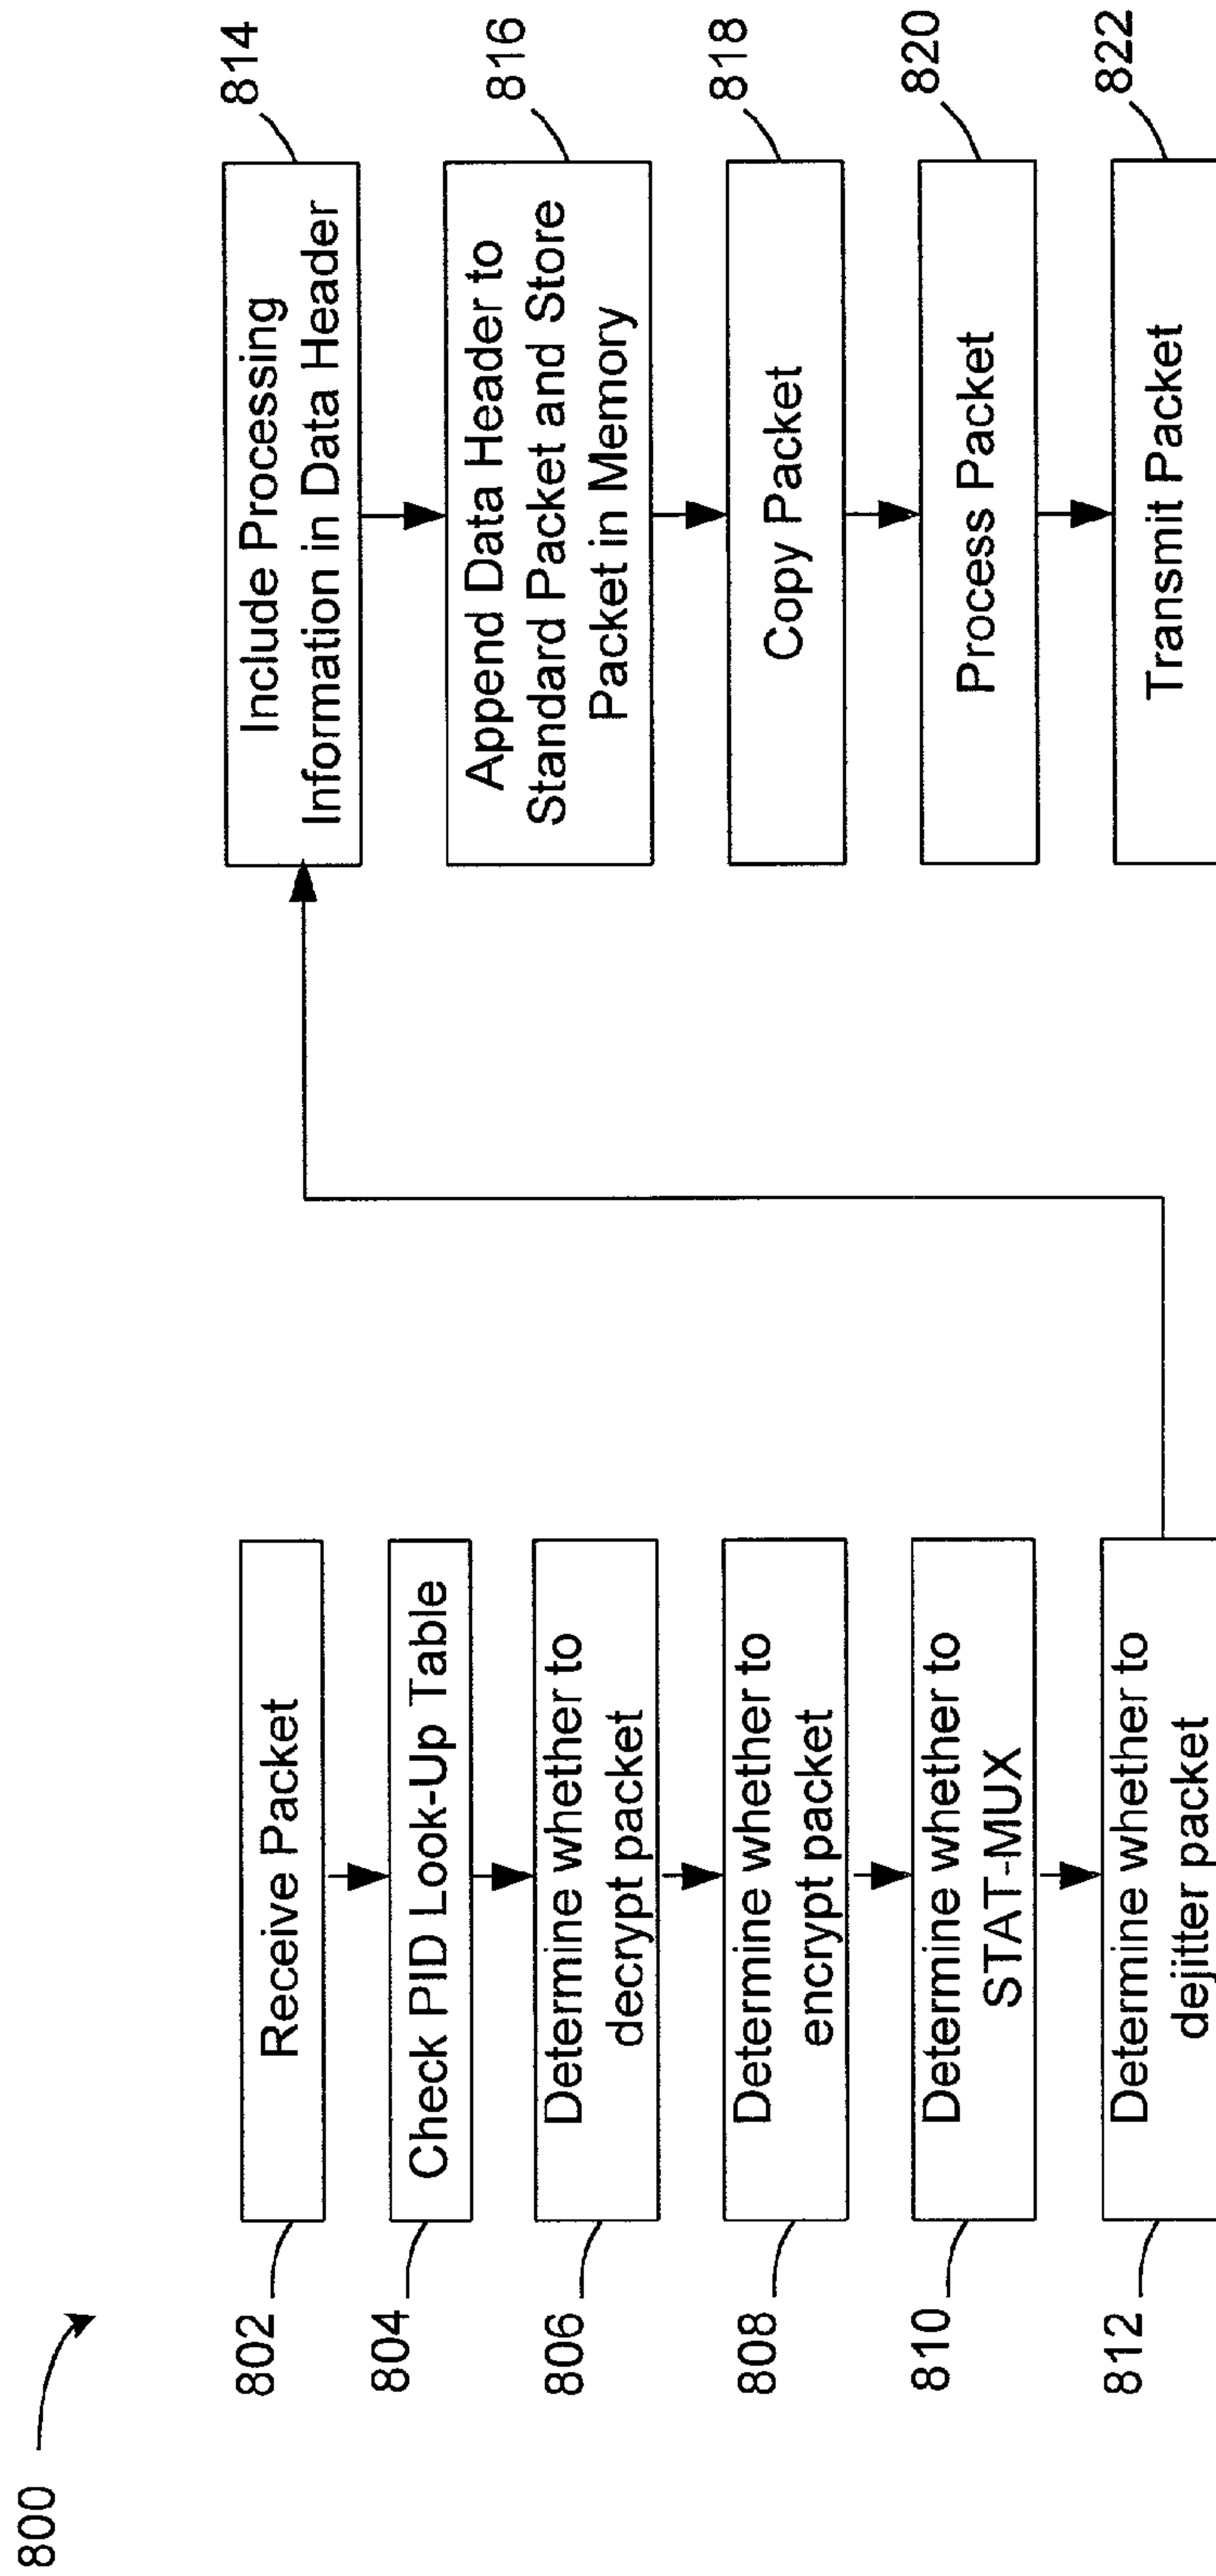 800
802
Receive Packet
804
Check PID Look-Up Table
806
Determine whether to
decrypt packet
808
Determine whether to
encrypt packet
810
Determine whether to
STAT-MUX
812
Determine whether to
dejitter packet
814
Include Processing
Information in Data Header
816
Append Data Header to
Standard Packet and Store
Packet in Memory
818
Copy Packet
820
Process Packet
822
Transmit Packet